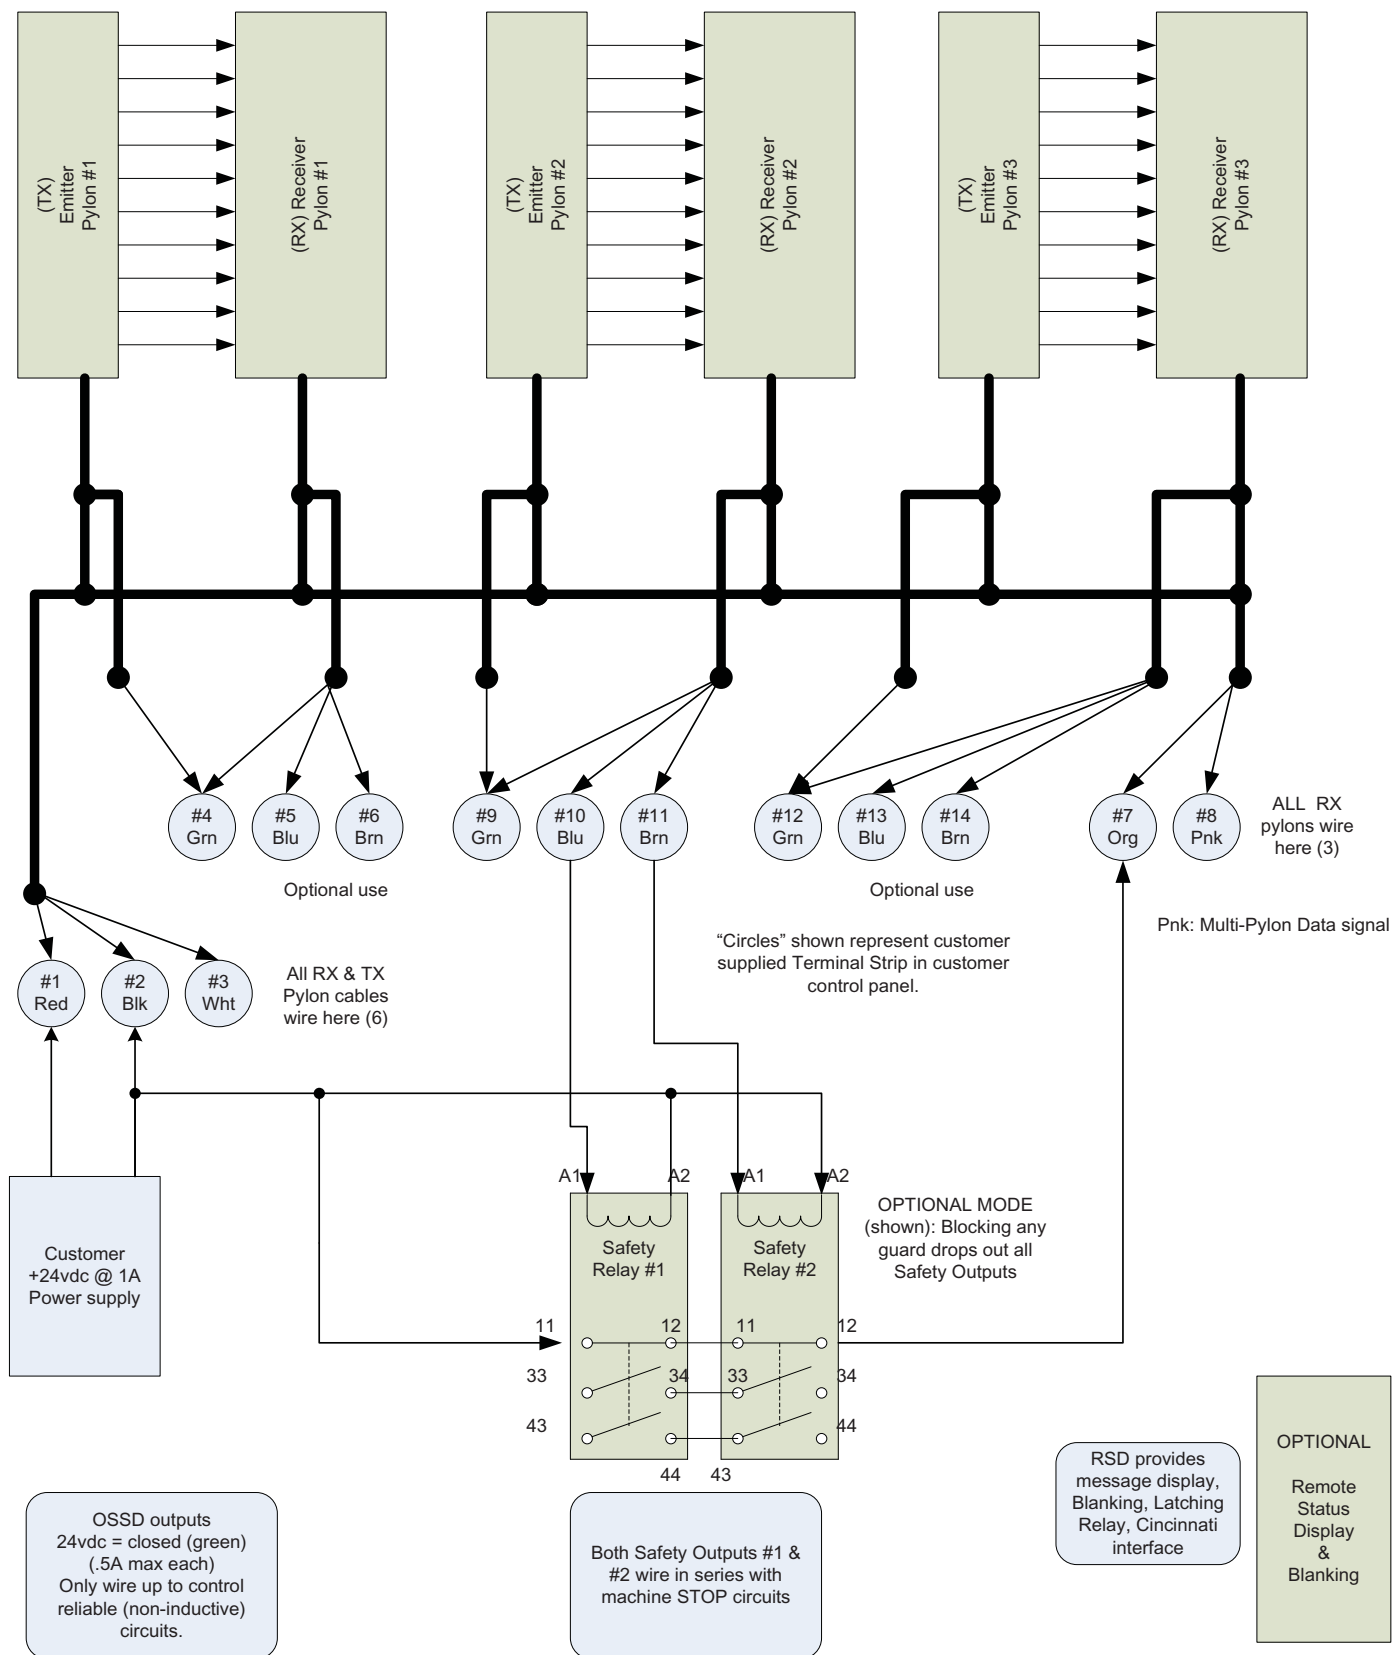 (TX)
Emitter
Pylon #1
(RX) Receiver
Pylon #1
(TX)
Emitter
Pylon #2
(RX) Receiver
Pylon #2
(TX)
Emitter
Pylon #3
(RX) Receiver
Pylon #3
#4
Grn
#5
Blu
#6
Brn
#9
Grn
#10
Blu
#11
Brn
#12
Grn
#13
Blu
#14
Brn
#7
Org
#8
Pnk
ALL RX
pylons wire
here (3)
Optional use
Optional use
Pnk: Multi-Pylon Data signal
“Circles” shown represent customer
supplied Terminal Strip in customer
control panel.
#1
Red
#2
Blk
#3
Wht
All RX & TX
Pylon cables
wire here (6)
A1
A2
A1
A2
Customer
+24vdc @ 1A
Power supply
Safety
Relay #1
Safety
Relay #2
OPTIONAL MODE
(shown): Blocking any
guard drops out all
Safety Outputs
11
12
11
12
33
34
33
34
43
44
44
43
OSSD outputs
24vdc = closed (green)
(.5A max each)
Only wire up to control
reliable (non-inductive)
circuits.
Both Safety Outputs #1 &
#2 wire in series with
machine STOP circuits
RSD provides
message display,
Blanking, Latching
Relay, Cincinnati
interface
OPTIONAL
Remote
Status
Display
&
Blanking